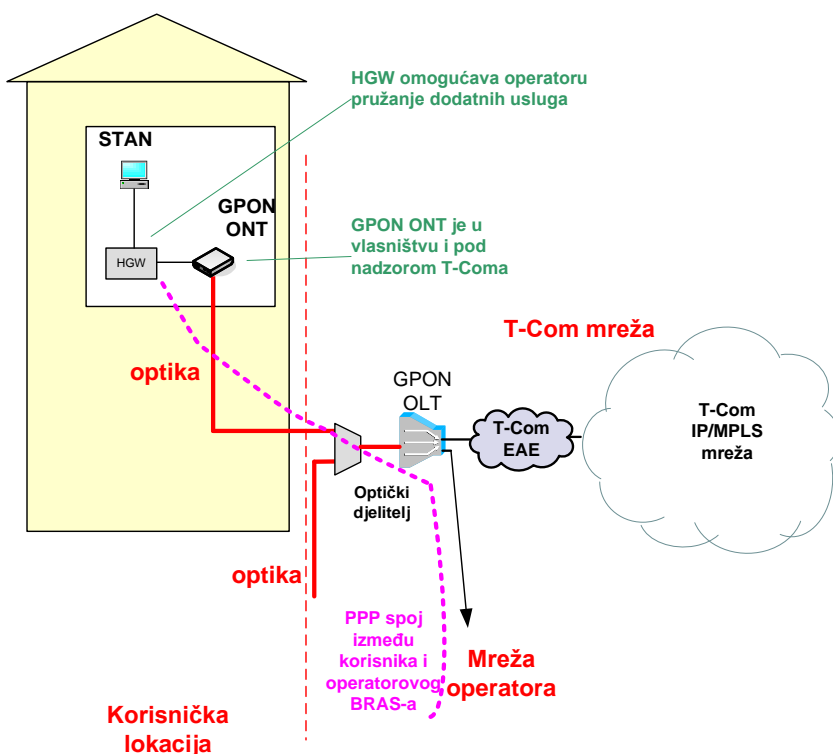 HGW omogućava operatoru
pružanje dodatnih usluga
STAN
GPON
ONT
HGW
GPON ONT je u
vlasništvu i pod
nadzorom T-Coma
T-Com mreža
optika
GPON
OLT
T-Com
EAE
T-Com
IP/MPLS
mreža
Optički
djelitelj
optika
PPP spoj
između
korisnika i
operatorovog
BRAS-a
Mreža
operatora
Korisnička
lokacija